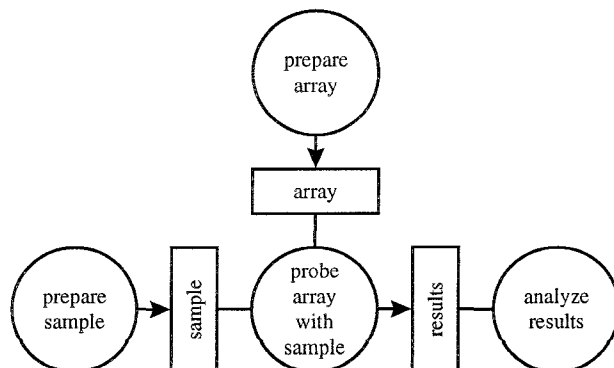 prepare
array
array
prepare
sample
sample
probe
array
with
sample
results
analyze
results